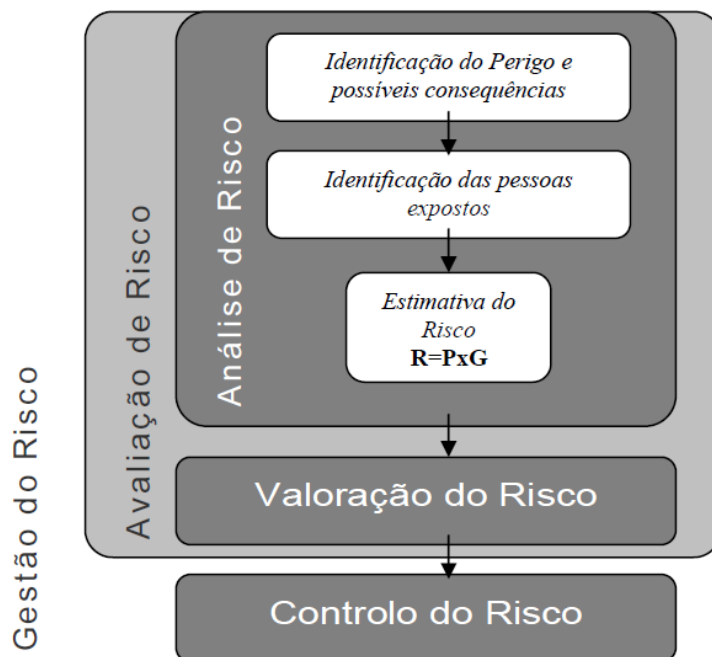 Identificação do Perigo e
possíveis consequências
Identificação das pessoas
expostos
Estimativa do
Risco
R=PxG
Análise de Risco
Valoração do Risco
Avaliação de Risco
Controlo do Risco
Gestão do Risco